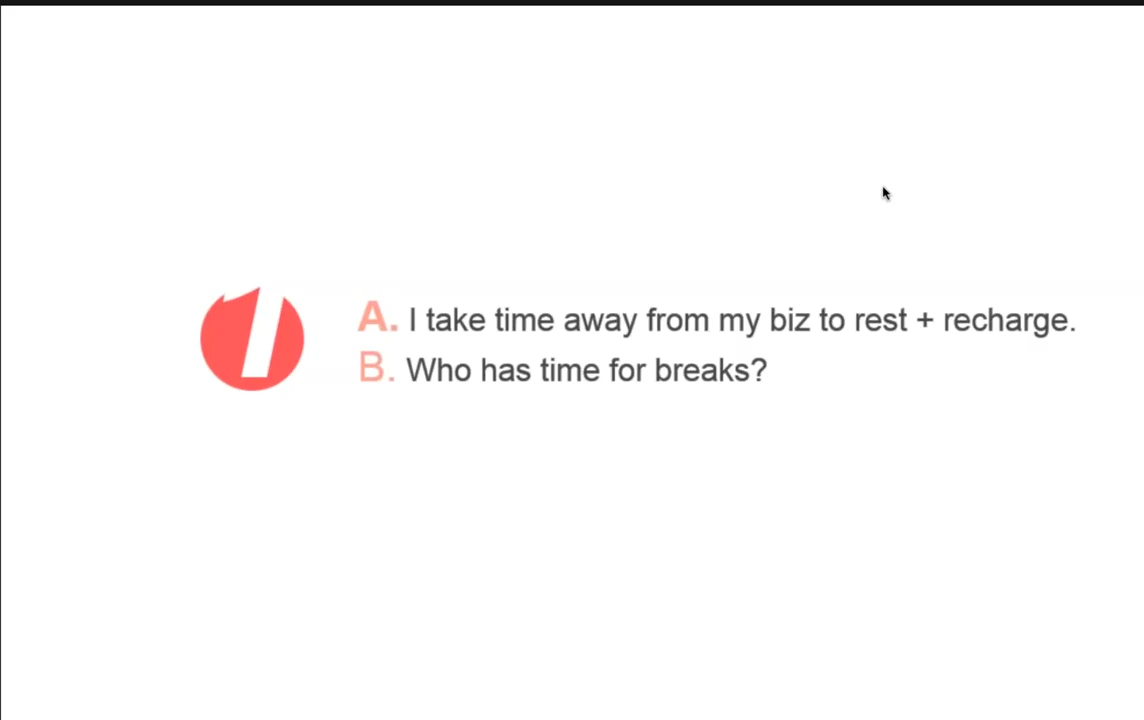 1
A. I take time away from my biz to rest + recharge.
B. Who has time for breaks?